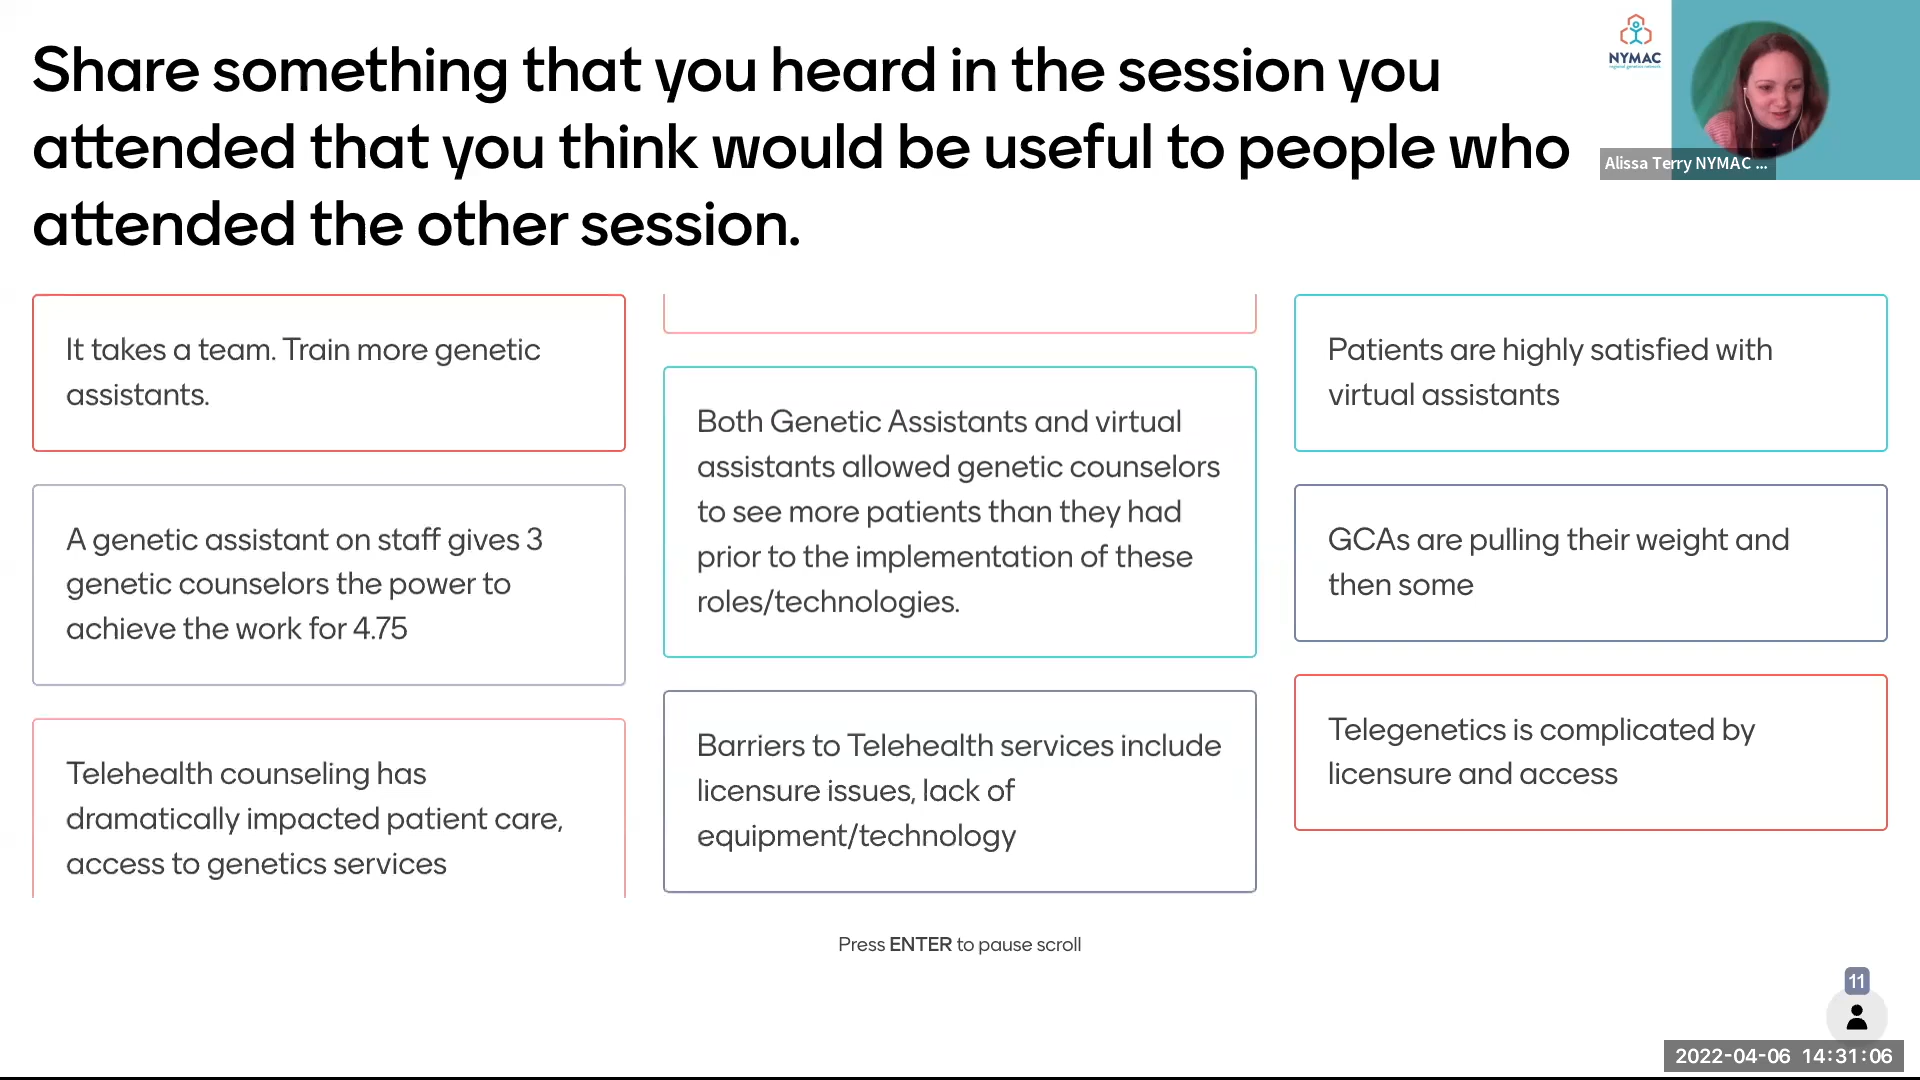 Share something that you heard in the session you
attended that you think would be useful to people who
attended the other session.
NYMAC
Alissa Terry NYMAC ...
It takes a team. Train more genetic
assistants.
A genetic assistant on staff gives 3
genetic counselors the power to
achieve the work for 4.75
Telehealth counseling has
dramatically impacted patient care,
access to genetics services
Both Genetic Assistants and virtual
assistants allowed genetic counselors
to see more patients than they had
prior to the implementation of these
roles/technologies.
Barriers to Telehealth services include
licensure issues, lack of
equipment/technology
Patients are highly satisfied with
virtual assistants
GCAs are pulling their weight and
then some
Telegenetics is complicated by
licensure and access
Press ENTER to pause scroll
11
2022-04-06 14:31:06